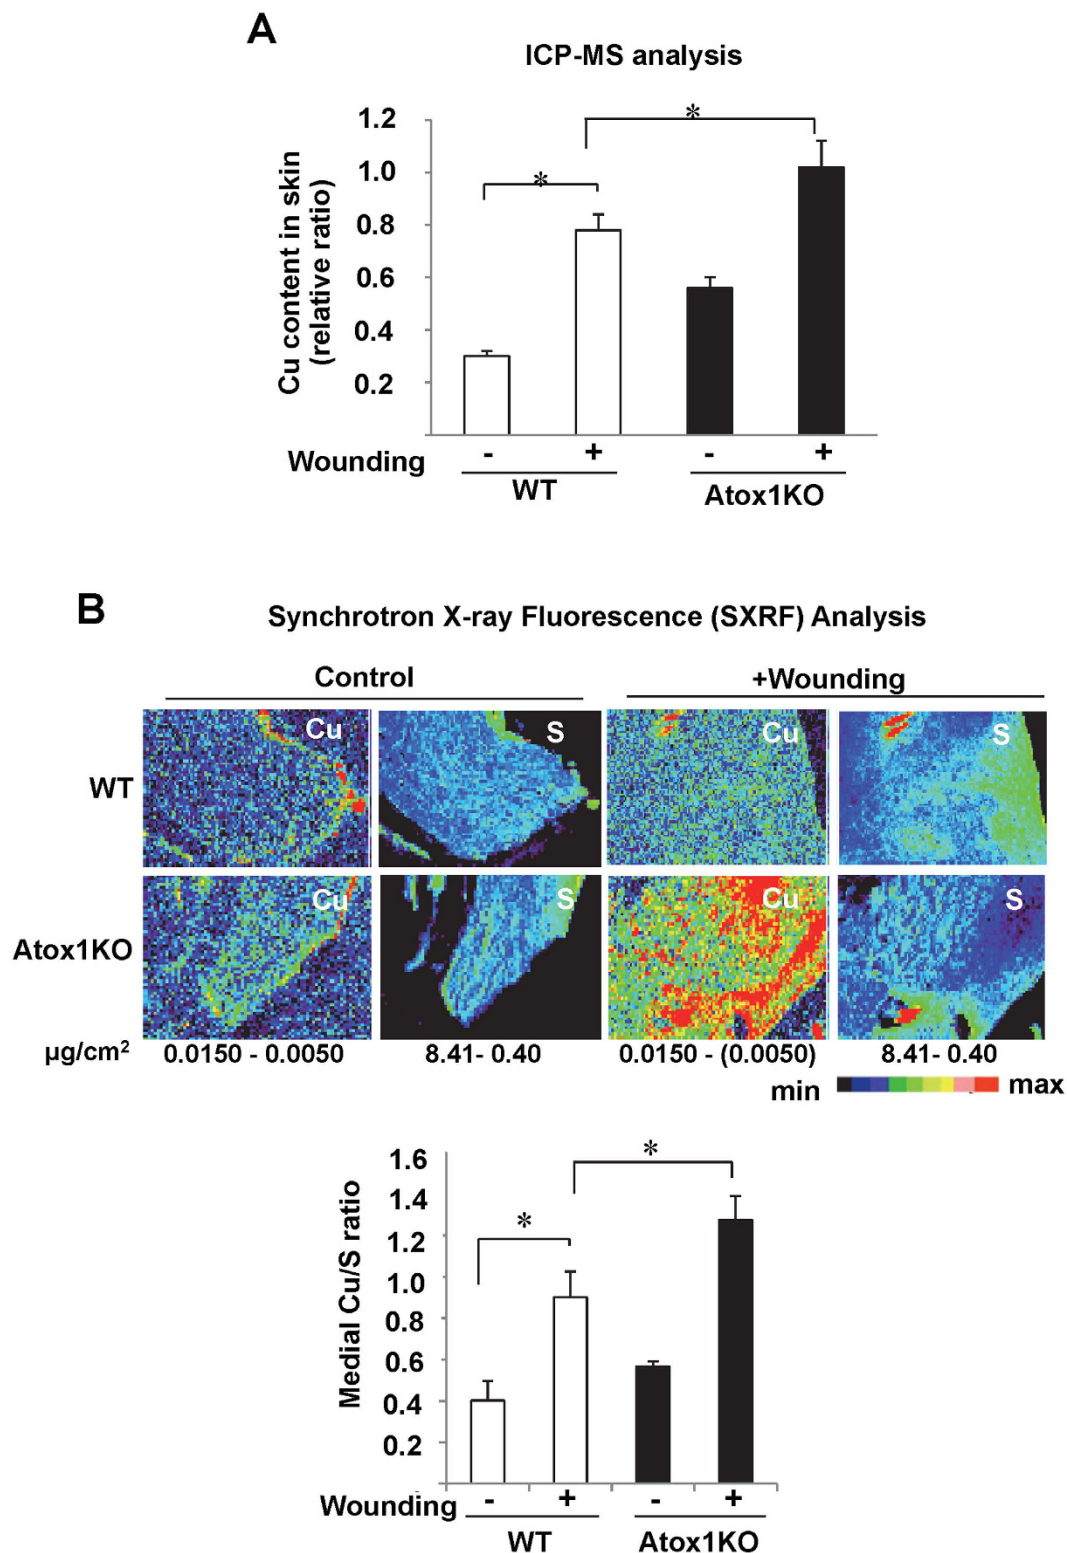 A
ICP-MS analysis
Cu content in skin
(relative ratio)
1.2
1.0
0.8
0.6
0.4
0.2
*
*
Wounding - + - +
WT Atox1KO
B
Synchrotron X-ray Fluorescence (SXRF) Analysis
Control +Wounding
WT Cu S Cu S
Atox1KO Cu S Cu S
µg/cm² 0.0150 - 0.0050 8.41- 0.40 0.0150 - (0.0050) 8.41- 0.40
min max
Medial Cu/S ratio
1.6
1.4
1.2
1.0
0.8
0.6
0.4
0.2
*
*
Wounding - + - +
WT Atox1KO